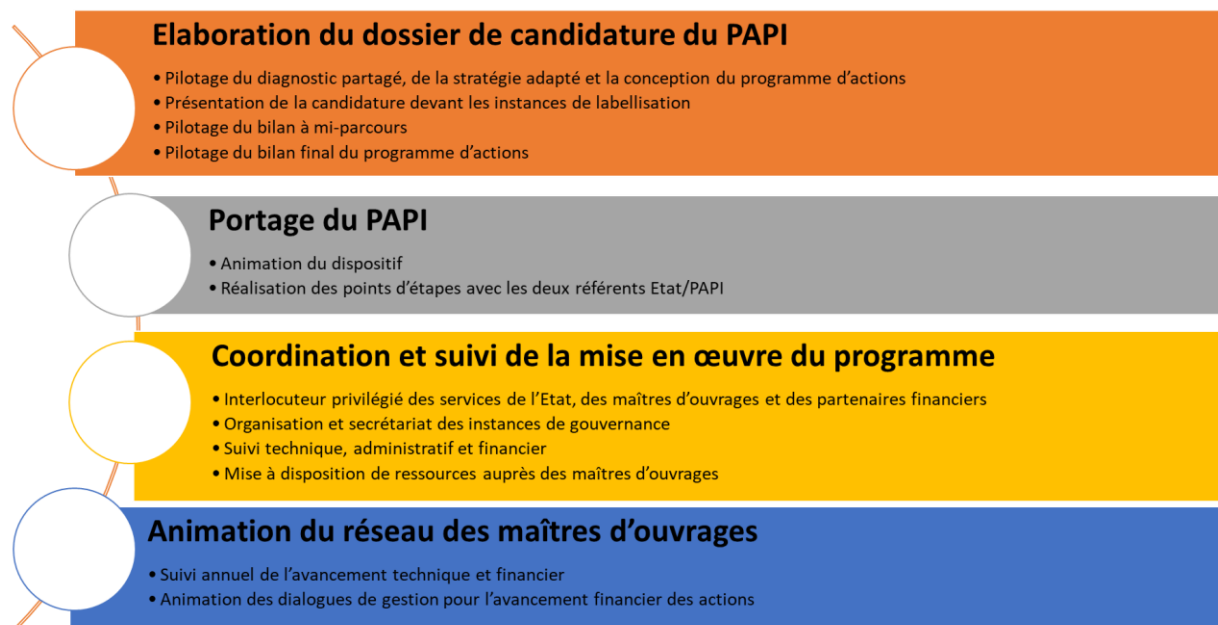 Elaboration du dossier de candidature du PAPI
• Pilotage du diagnostic partagé, de la stratégie adapté et la conception du programme d'actions
• Présentation de la candidature devant les instances de labellisation
• Pilotage du bilan à mi-parcours
• Pilotage du bilan final du programme d'actions
Portage du PAPI
• Animation du dispositif
• Réalisation des points d'étapes avec les deux référents Etat/PAPI
Coordination et suivi de la mise en œuvre du programme
• Interlocuteur privilégié des services de l'Etat, des maîtres d'ouvrages et des partenaires financiers
• Organisation et secrétariat des instances de gouvernance
• Suivi technique, administratif et financier
• Mise à disposition de ressources auprès des maîtres d'ouvrages
Animation du réseau des maîtres d'ouvrages
• Suivi annuel de l'avancement technique et financier
• Animation des dialogues de gestion pour l'avancement financier des actions